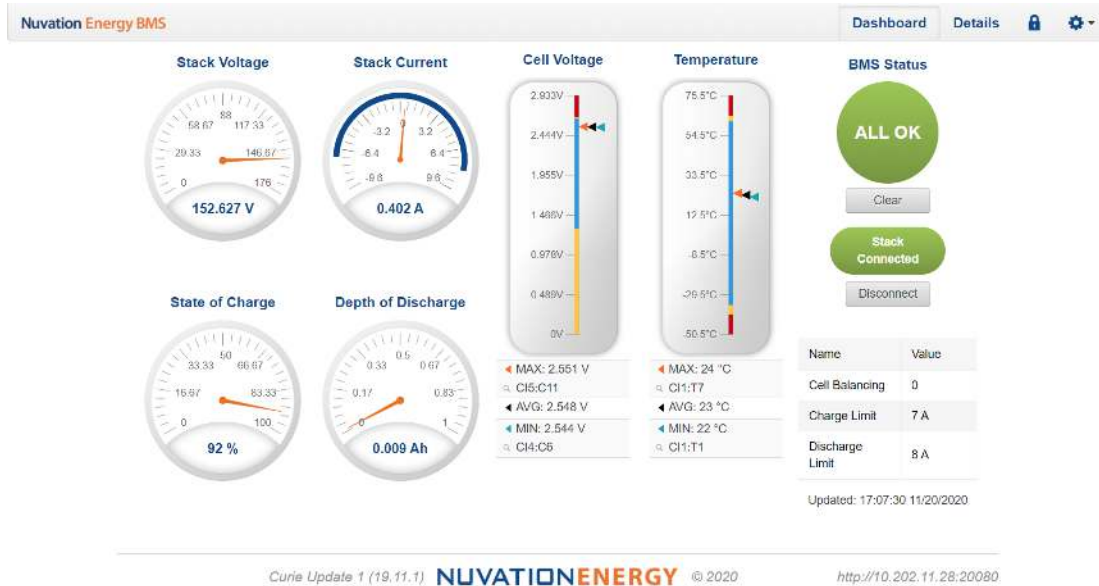 Nuvation Energy BMS
Dashboard Details
Stack Voltage
88
58.67 117.33
29.33 146.67
0 176
152.627 V
Stack Current
0
-3.2 3.2
-6.4 6.4
-9.6 9.6
0.402 A
Cell Voltage
2.933V
2.444V
1.955V
1.466V
0.978V
0.489V
0V
MAX: 2.551 V
CI5:C11
AVG: 2.548 V
MIN: 2.544 V
CI4:C6
Temperature
75.5°C
54.5°C
33.5°C
12.5°C
-8.5°C
-29.5°C
-50.5°C
MAX: 24 °C
CI1:T7
AVG: 23 °C
MIN: 22 °C
CI1:T1
BMS Status
ALL OK
Clear
Stack
Connected
Disconnect
State of Charge
50
33.33 66.67
16.67 83.33
0 100
92 %
Depth of Discharge
0.5
0.33 0.67
0.17 0.83
0 1
0.009 Ah
Name Value
Cell Balancing 0
Charge Limit 7 A
Discharge
Limit 8 A
Updated: 17:07:30 11/20/2020
Curie Update 1 (19.11.1) NUVATIONENERGY © 2020 http://10.202.11.28:20080